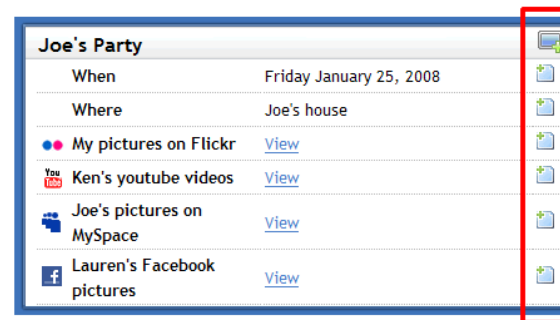 Joe's Party
When Friday January 25, 2008
Where Joe's house
My pictures on Flickr View
You Tube Ken's youtube videos View
Joe's pictures on
MySpace View
f Lauren's Facebook
pictures View